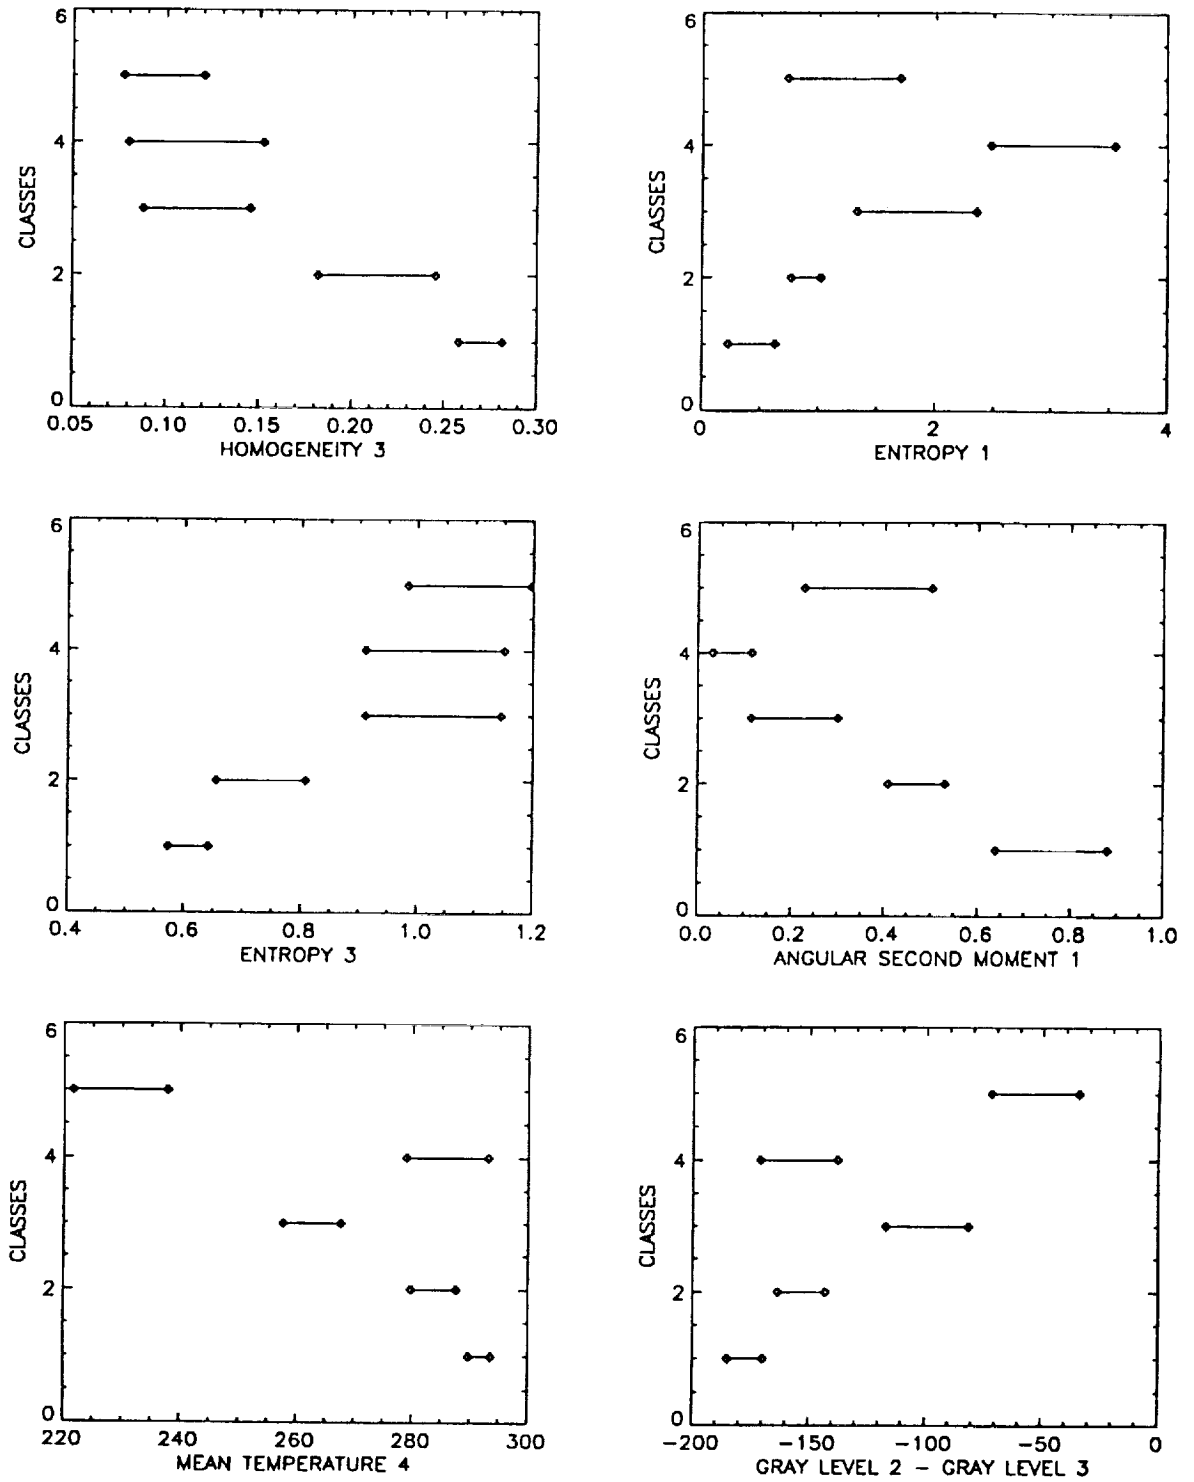 6
4
2
0
CLASSES
0.05 0.10 0.15 0.20 0.25 0.30
HOMOGENEITY 3
6
4
2
0
CLASSES
0 2 4
ENTROPY 1
6
4
2
0
CLASSES
0.4 0.6 0.8 1.0 1.2
ENTROPY 3
6
4
2
0
CLASSES
0.0 0.2 0.4 0.6 0.8 1.0
ANGULAR SECOND MOMENT 1
6
4
2
0
CLASSES
220 240 260 280 300
MEAN TEMPERATURE 4
6
4
2
0
CLASSES
-200 -150 -100 -50 0
GRAY LEVEL 2 - GRAY LEVEL 3